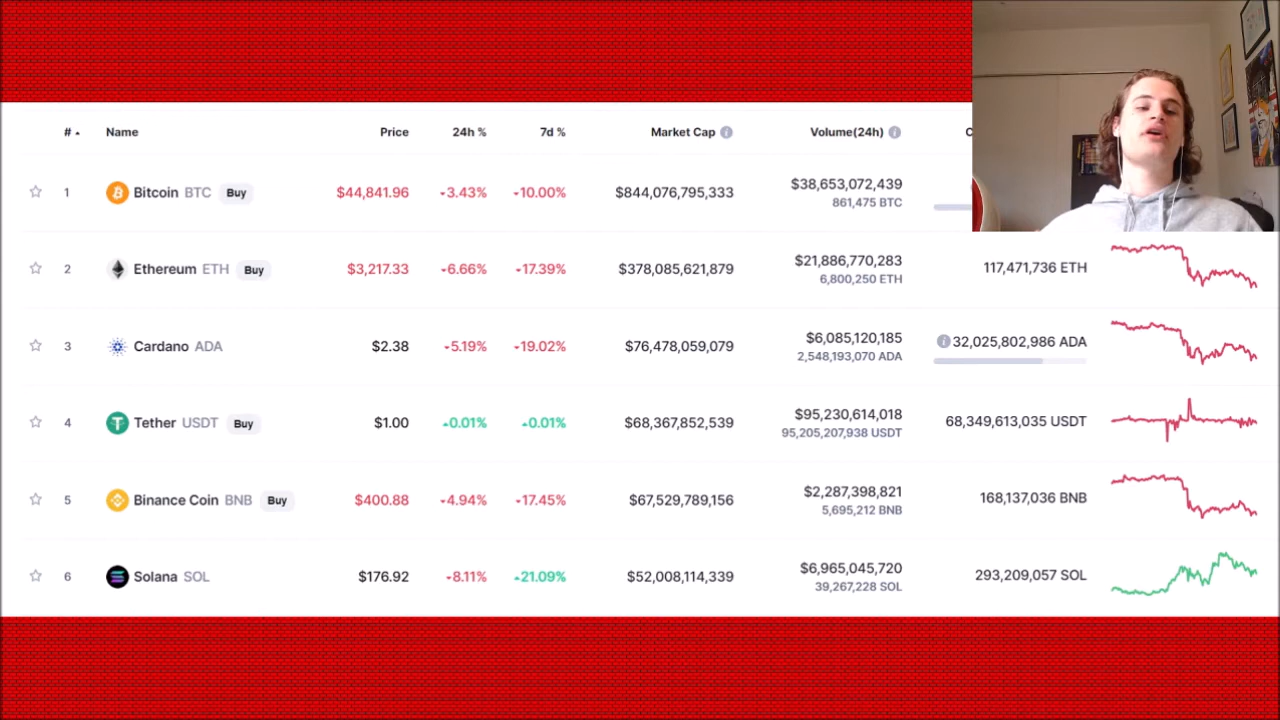 # Name Price 24h % 7d % Market Cap Volume(24h) C
1 Bitcoin BTC Buy $44,841.96 3.43% 10.00% $844,076,795,333 $38,653,072,439
861,475 BTC
2 Ethereum ETH Buy $3,217.33 6.66% 17.39% $378,085,621,879 $21,886,770,283 117,471,736 ETH
6,800,250 ETH
3 Cardano ADA $2.38 5.19% 19.02% $76,478,059,079 $6,085,120,185 32,025,802,986 ADA
2,548,193,070 ADA
4 Tether USDT Buy $1.00 0.01% 0.01% $68,367,852,539 $95,230,614,018 68,349,613,035 USDT
95,205,207,938 USDT
5 Binance Coin BNB Buy $400.88 4.94% 17.45% $67,529,789,156 $2,287,398,821 168,137,036 BNB
5,695,212 BNB
6 Solana SOL $176.92 8.11% 21.09% $52,008,114,339 $6,965,045,720 293,209,057 SOL
39,267,228 SOL